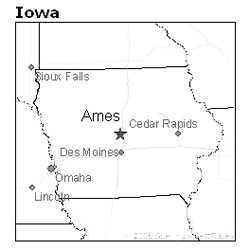 Iowa
Sioux Falls
Ames
Cedar Rapids
Des Moines
Omaha
Lincoln